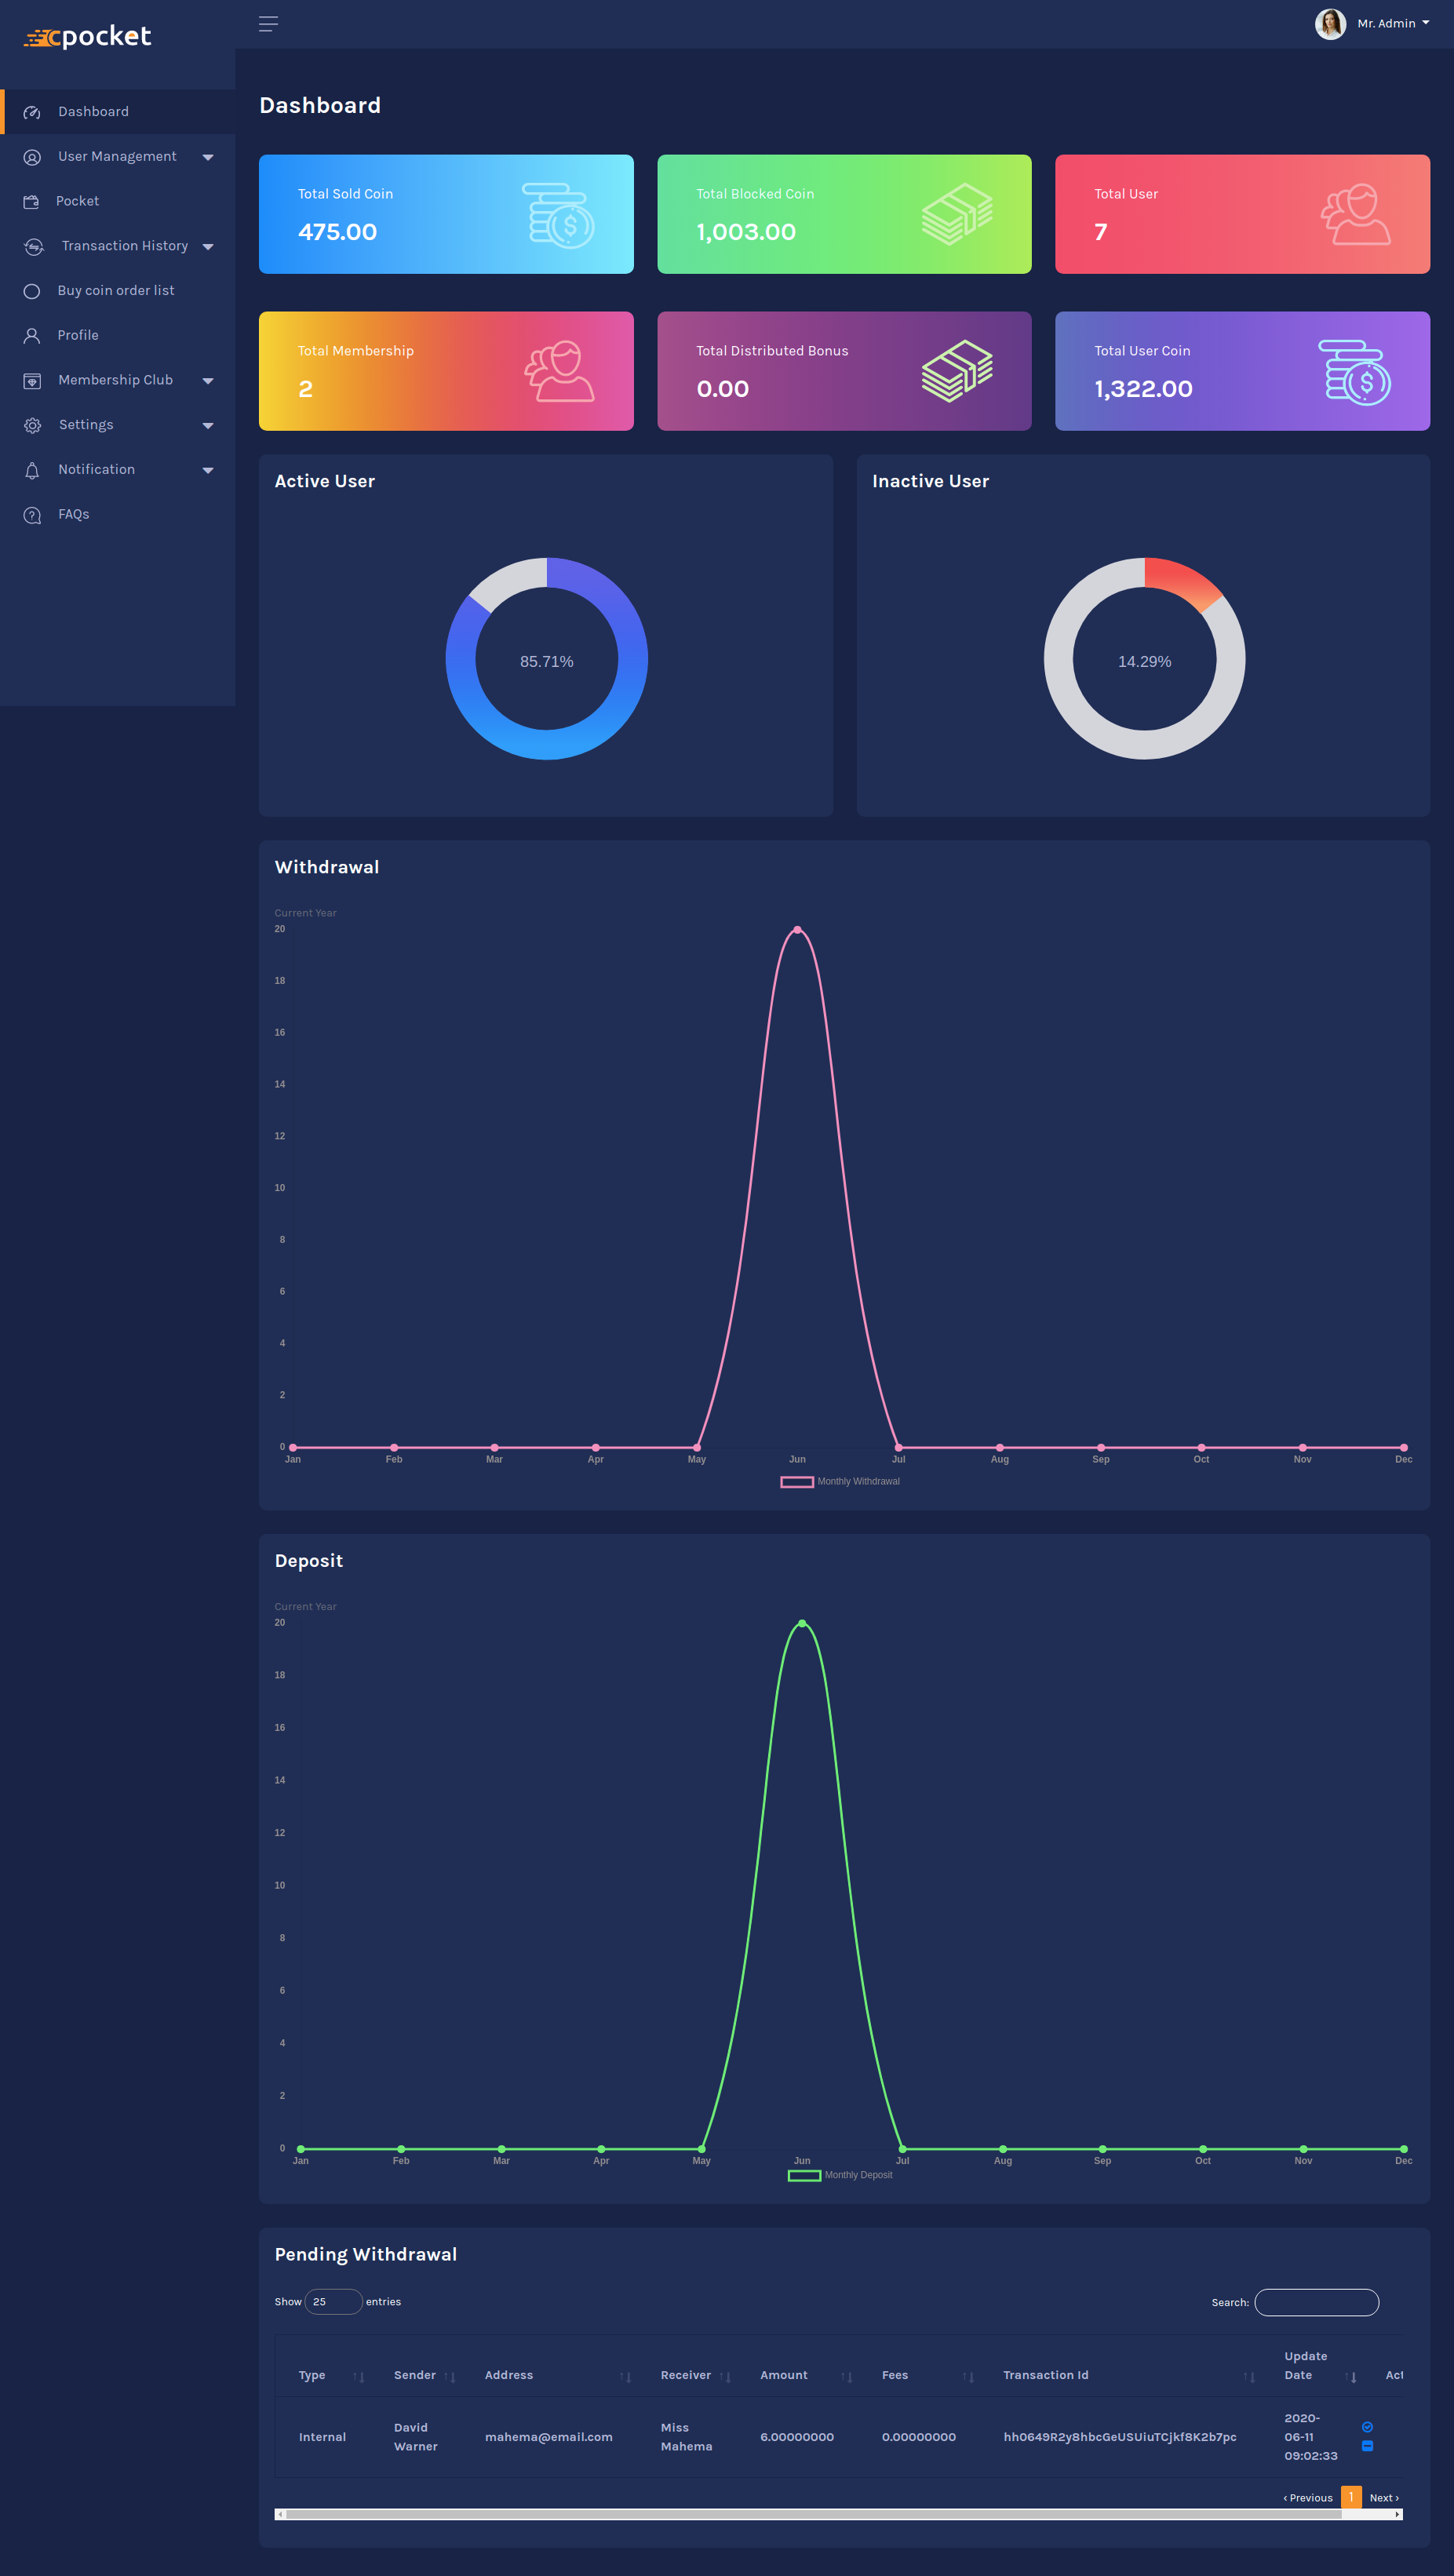 cpocket
Mr. Admin
Dashboard
User Management
Pocket
Transaction History
Buy coin order list
Profile
Membership Club
Settings
Notification
FAQs
Dashboard
Total Sold Coin
475.00
Total Blocked Coin
1,003.00
Total User
7
Total Membership
2
Total Distributed Bonus
0.00
Total User Coin
1,322.00
Active User
85.71%
Inactive User
14.29%
Withdrawal
Current Year
20
18
16
14
12
10
8
6
4
2
0
Jan Feb Mar Apr May Jun Jul Aug Sep Oct Nov Dec
Monthly Withdrawal
Deposit
Current Year
20
18
16
14
12
10
8
6
4
2
0
Jan Feb Mar Apr May Jun Jul Aug Sep Oct Nov Dec
Monthly Deposit
Pending Withdrawal
Show 25 entries
Search:
Type Sender Address Receiver Amount Fees Transaction Id Update Date Act
Internal David Warner mahema@email.com Miss Mahema 6.00000000 0.00000000 hh0649R2y8hbcGeUSUiuTCjkf8K2b7pc 2020-06-11 09:02:33
‹ Previous 1 Next ›